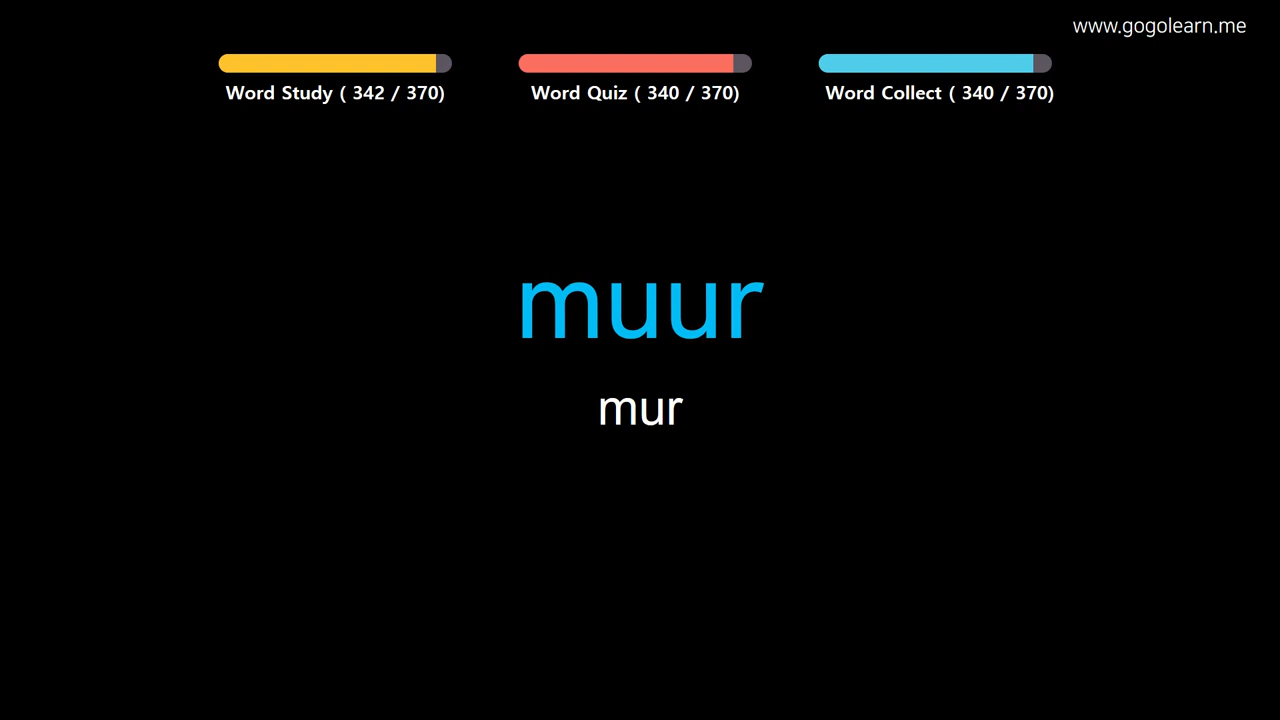 www.gogolearn.me
Word Study ( 342 / 370)
Word Quiz ( 340 / 370)
Word Collect ( 340 / 370)
muur
mur